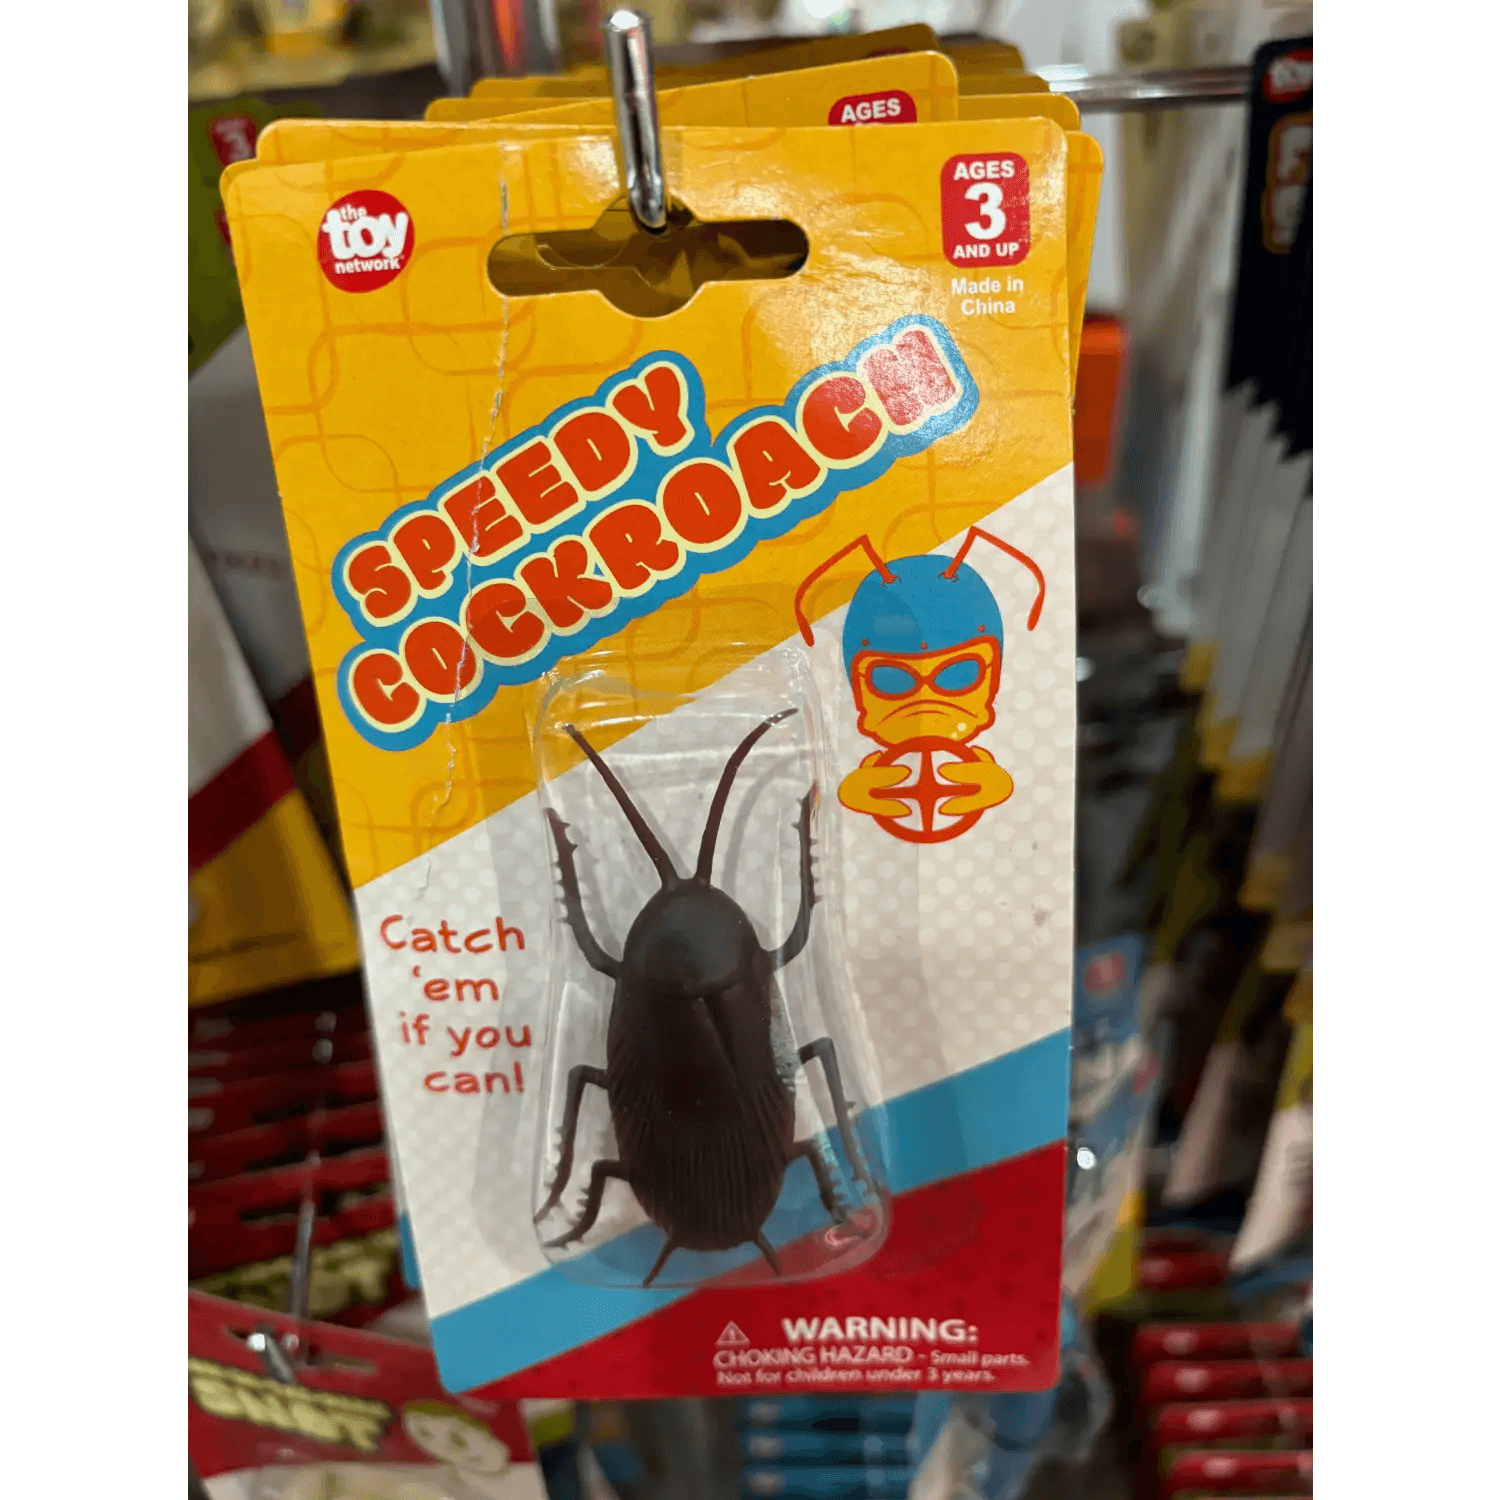 AGES
the
toy
network
AGES
3
AND UP
Made in
China
SPEEDY
COCKROACH
Catch
‘em
if you
can!
WARNING:
CHOKING HAZARD - Small parts.
Not for children under 3 years.
SHOT